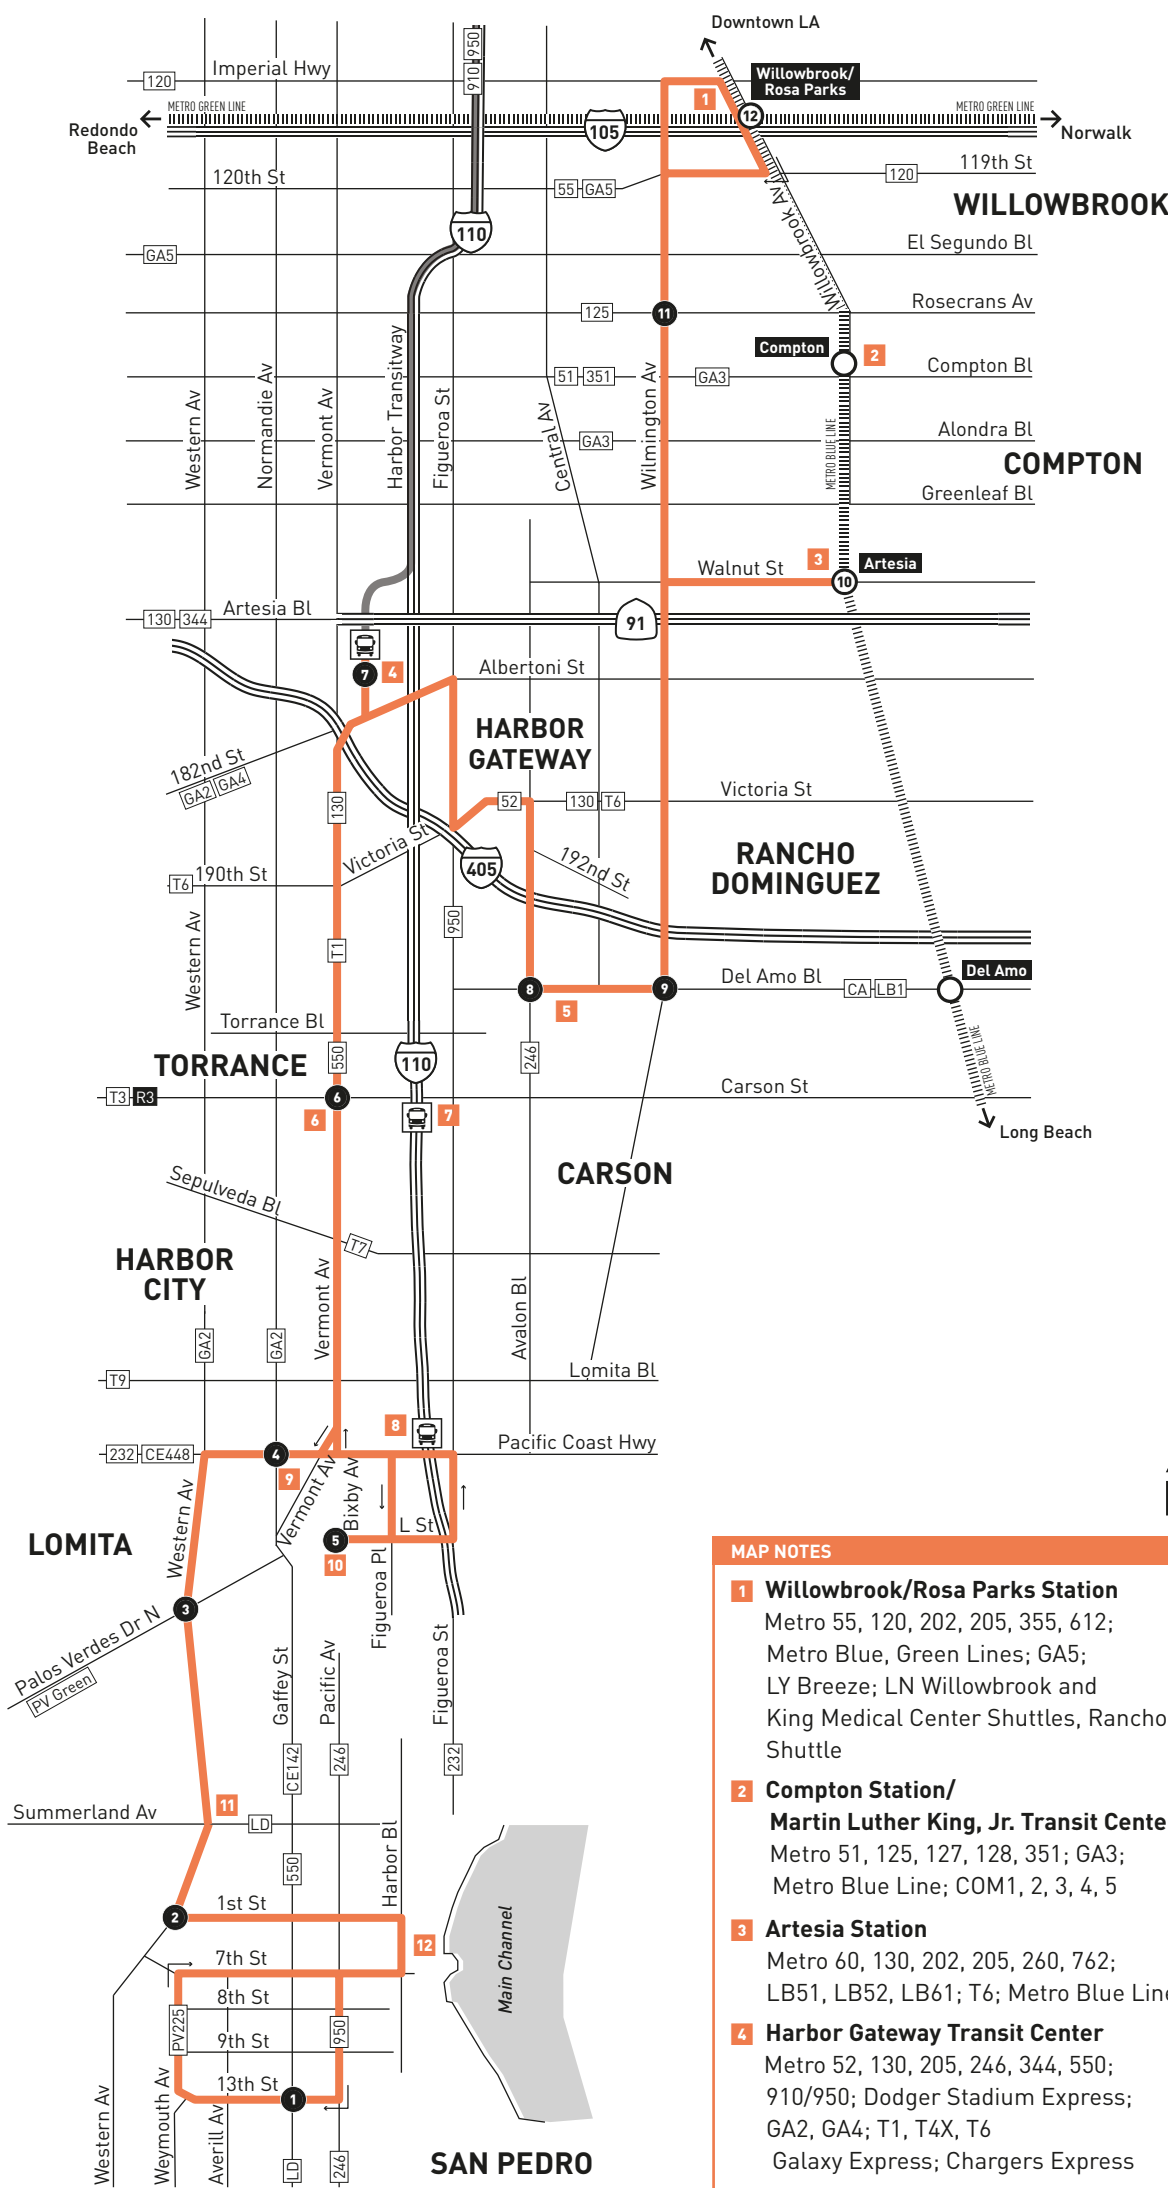 Downtown LA
950
910
Imperial Hwy
120
Willowbrook/
Rosa Parks
1
12
METRO GREEN LINE
METRO GREEN LINE
Redondo
Beach
105
Norwalk
120th St
55
GA5
119th St
120
WILLOWBROOK
110
Willowbrook Av
GA5
El Segundo Bl
125
11
Rosecrans Av
Compton
2
51
351
GA3
Compton Bl
Western Av
Normandie Av
Vermont Av
Harbor Transitway
Figueroa St
Central Av
Wilmington Av
METRO BLUE LINE
GA3
Alondra Bl
COMPTON
Greenleaf Bl
3
Artesia
Walnut St
10
130
344
Artesia Bl
91
7
4
Albertoni St
HARBOR
GATEWAY
182nd St
GA2
GA4
130
52
130
T6
Victoria St
Victoria St
192nd St
RANCHO
DOMINGUEZ
405
T6
190th St
950
Western Av
T1
Del Amo
8
9
5
Del Amo Bl
CA
LB1
Torrance Bl
METRO BLUE LINE
TORRANCE
550
110
246
T3
R3
6
6
7
Carson St
Long Beach
CARSON
Sepulveda Bl
T7
HARBOR
CITY
Vermont Av
Avalon Bl
GA2
GA2
T9
Lomita Bl
8
232
CE448
4
9
Pacific Coast Hwy
Vermont Av
Bixby Av
Western Av
LOMITA
5
10
L St
Figueroa Pl
3
Palos Verdes Dr N
PV Green
Gaffey St
Pacific Av
Figueroa St
CE142
246
232
11
Summerland Av
LD
Harbor Bl
550
2
1st St
12
Main Channel
7th St
8th St
PV225
950
9th St
13th St
1
Western Av
Weymouth Av
Averill Av
LD
246
SAN PEDRO
MAP NOTES
1 Willowbrook/Rosa Parks Station
Metro 55, 120, 202, 205, 355, 612;
Metro Blue, Green Lines; GA5;
LY Breeze; LN Willowbrook and
King Medical Center Shuttles, Rancho
Shuttle
2 Compton Station/
Martin Luther King, Jr. Transit Cente
Metro 51, 125, 127, 128, 351; GA3;
Metro Blue Line; COM1, 2, 3, 4, 5
3 Artesia Station
Metro 60, 130, 202, 205, 260, 762;
LB51, LB52, LB61; T6; Metro Blue Line
4 Harbor Gateway Transit Center
Metro 52, 130, 205, 246, 344, 550;
910/950; Dodger Stadium Express;
GA2, GA4; T1, T4X, T6
Galaxy Express; Chargers Express